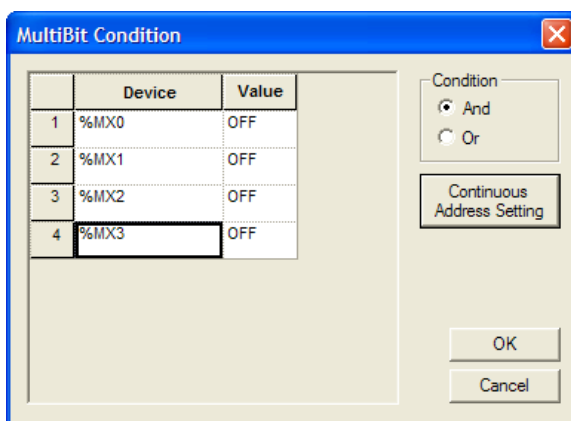 MultiBit Condition
Device Value
1 %MX0 OFF
2 %MX1 OFF
3 %MX2 OFF
4 %MX3 OFF
Condition
And
Or
Continuous
Address Setting
OK
Cancel